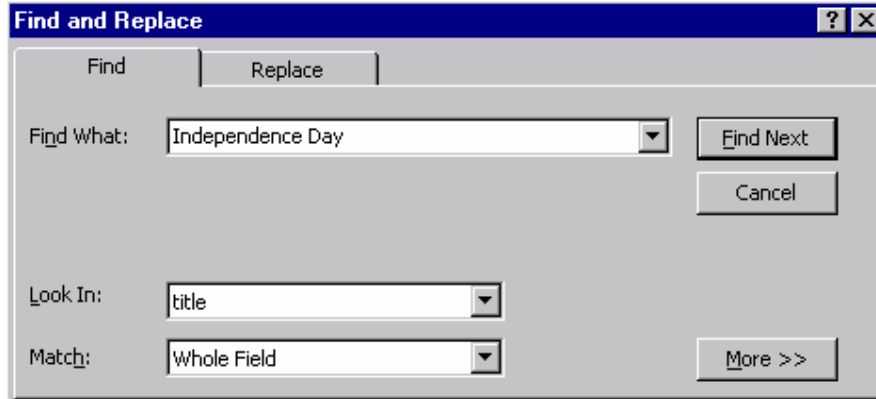 Find and Replace
Find Replace
Find What: Independence Day Find Next
Cancel
Look In: title
Match: Whole Field More >>